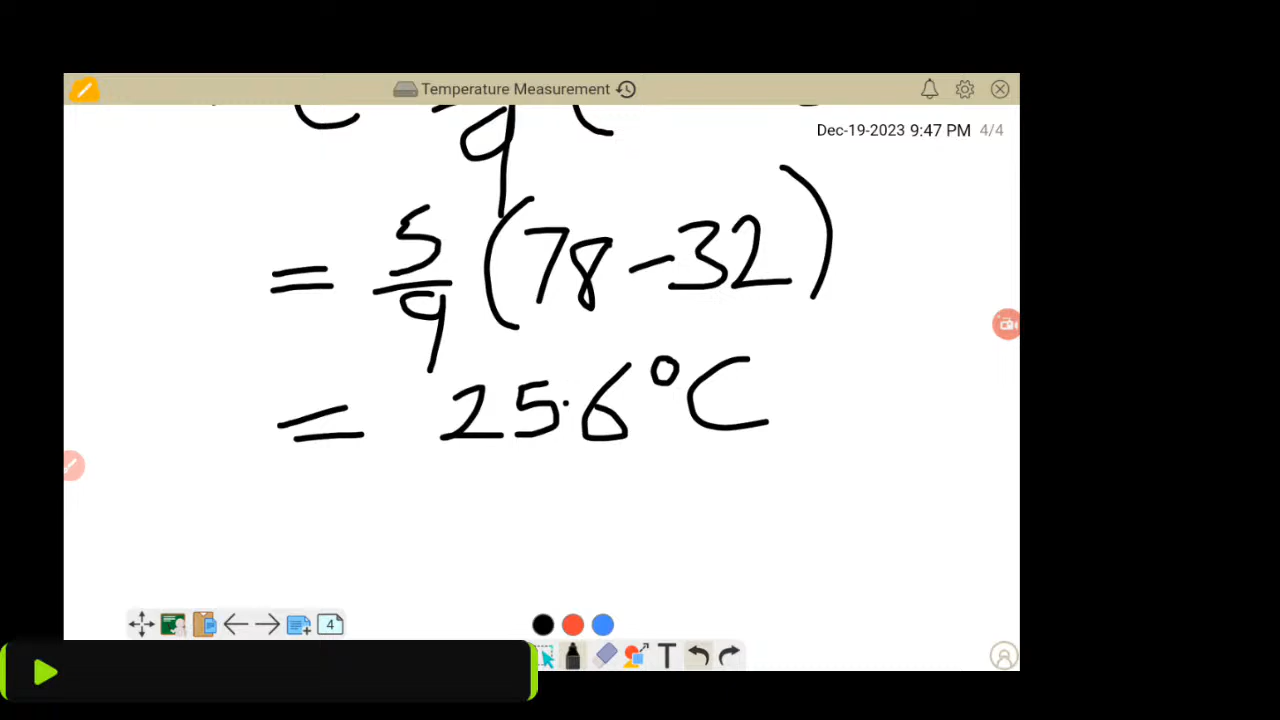 Temperature Measurement
Dec-19-2023 9:47 PM 4/4
= 5/9 (78-32)
= 25.6°C
4
T